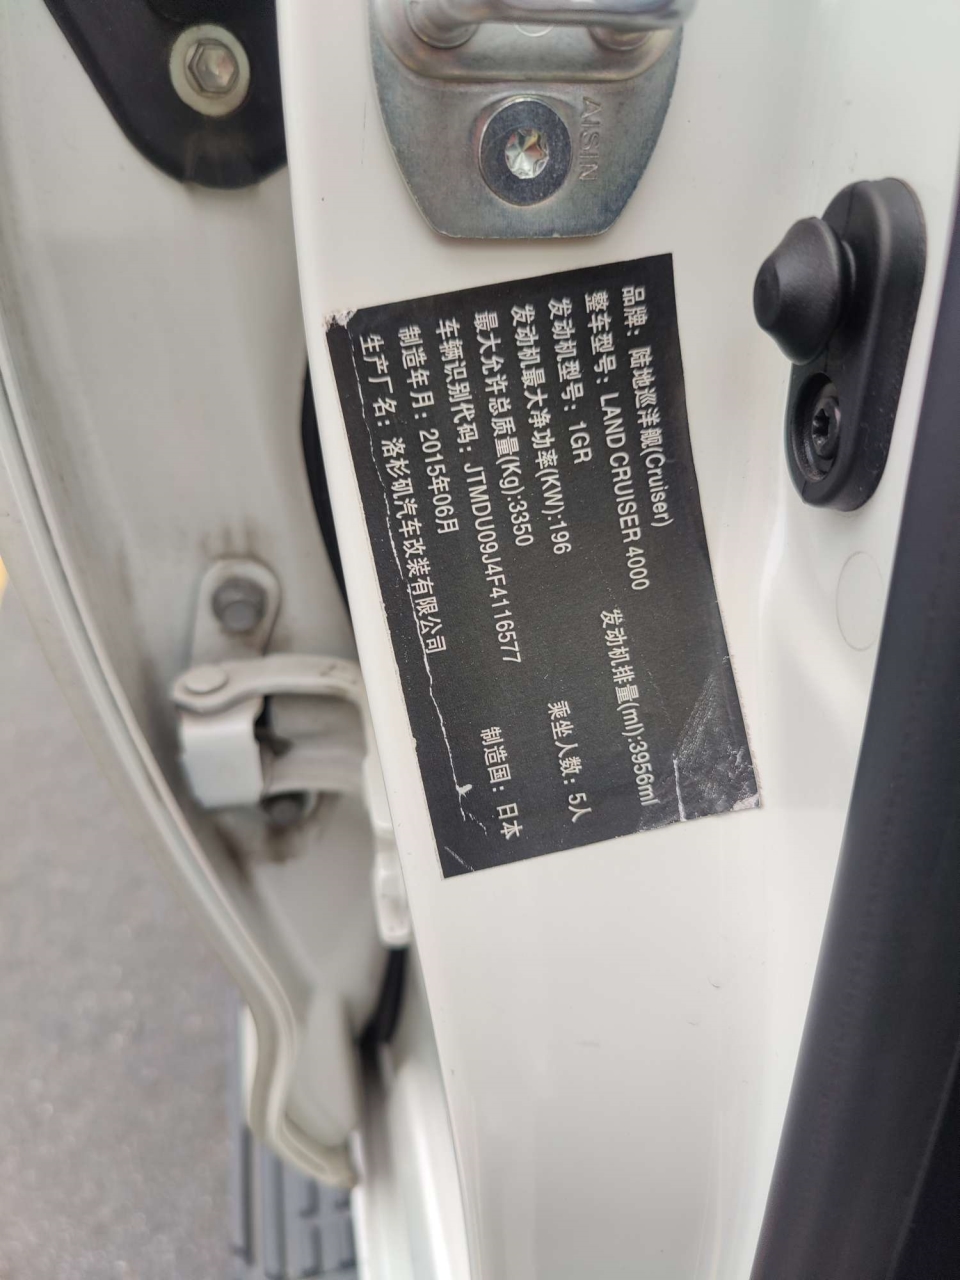 AISIN
品牌：陆地巡洋舰(Cruiser)
整车型号：LAND CRUISER 4000 发动机排量(ml):3956ml
发动机型号：1GR
发动机最大净功率(KW):196 乘坐人数：5人
最大允许总质量(Kg):3350
车辆识别代码：JTMDU09J4F4116577 制造国：日本
制造年月：2015年06月
生产厂名：洛杉矶汽车改装有限公司